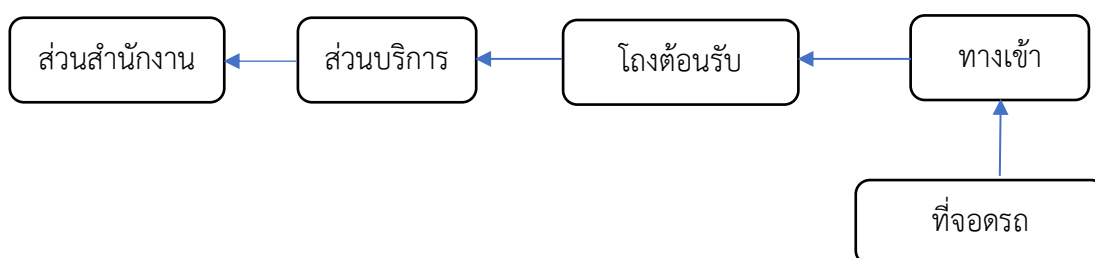 ส่วนสำนักงาน
ส่วนบริการ
โถงต้อนรับ
ทางเข้า
ที่จอดรถ